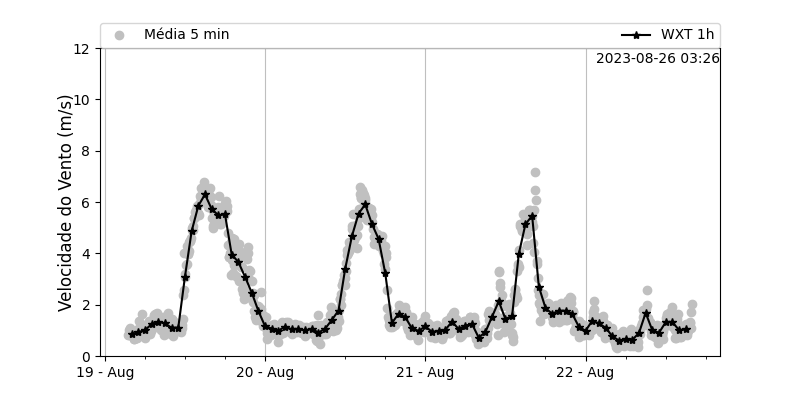 Média 5 min
WXT 1h
2023-08-26 03:26
Velocidade do Vento (m/s)
12
10
8
6
4
2
0
19 - Aug
20 - Aug
21 - Aug
22 - Aug